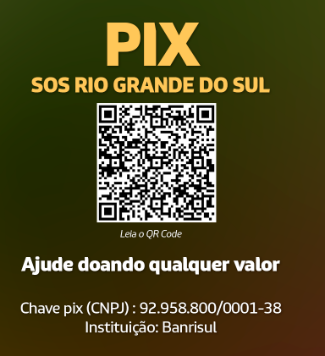 PIX
SOS RIO GRANDE DO SUL
Leia o QR Code
Ajude doando qualquer valor
Chave pix (CNPJ) : 92.958.800/0001-38
Instituição: Banrisul